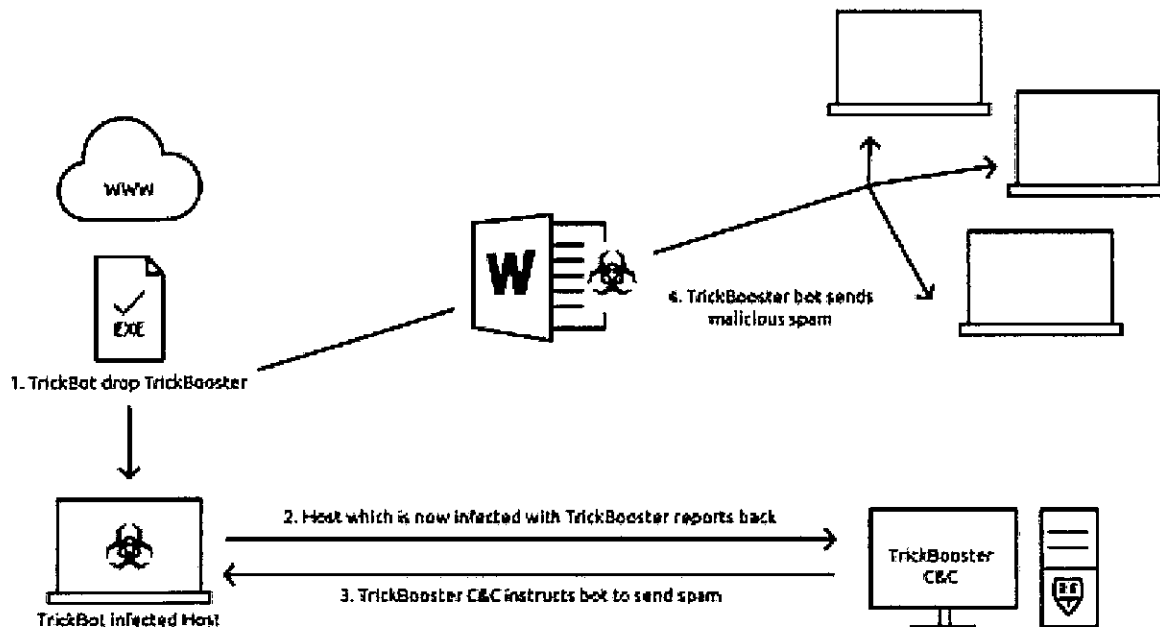 WWW
EXE
1. TrickBot drop TrickBooster
W
4. TrickBooster bot sends
malicious spam
2. Host which is now infected with TrickBooster reports back
TrickBooster
C&C
3. TrickBooster C&C instructs bot to send spam
TrickBot infected Host